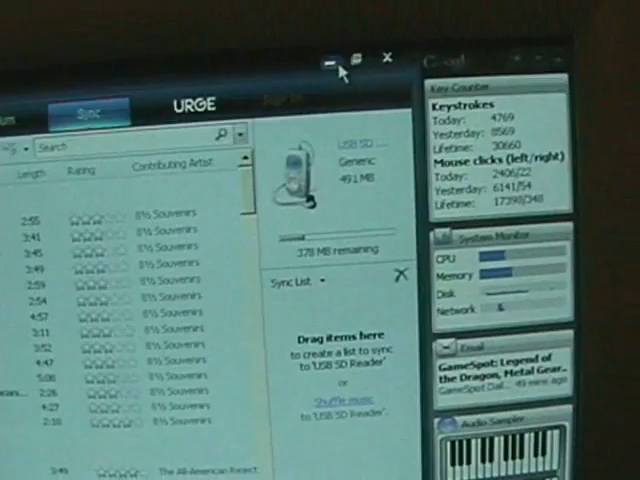 Sync
URGE
Search
Length
Rating
Contributing Artist
2:55
8½ Souvenirs
3:41
8½ Souvenirs
3:45
8½ Souvenirs
3:49
8½ Souvenirs
2:59
8½ Souvenirs
2:54
8½ Souvenirs
4:57
8½ Souvenirs
3:11
8½ Souvenirs
3:52
8½ Souvenirs
4:47
8½ Souvenirs
5:08
8½ Souvenirs
2:26
8½ Souvenirs
4:27
8½ Souvenirs
2:18
8½ Souvenirs
3:49
The All-American Reject
USB SD ...
Generic
491 MB
378 MB remaining
Sync List
Drag items here
to create a list to sync
to 'USB SD Reader'
or
Shuffle music
to 'USB SD Reader'.
Key Counter
Keystrokes
Today: 4769
Yesterday: 8569
Lifetime: 30660
Mouse clicks (left/right)
Today: 2406/22
Yesterday: 6141/54
Lifetime: 17398/348
System Monitor
CPU
Memory
Disk
Network
Email
GameSpot: Legend of
the Dragon, Metal Gear...
GameSpot Dail... 49 mins ago
Audio Sampler